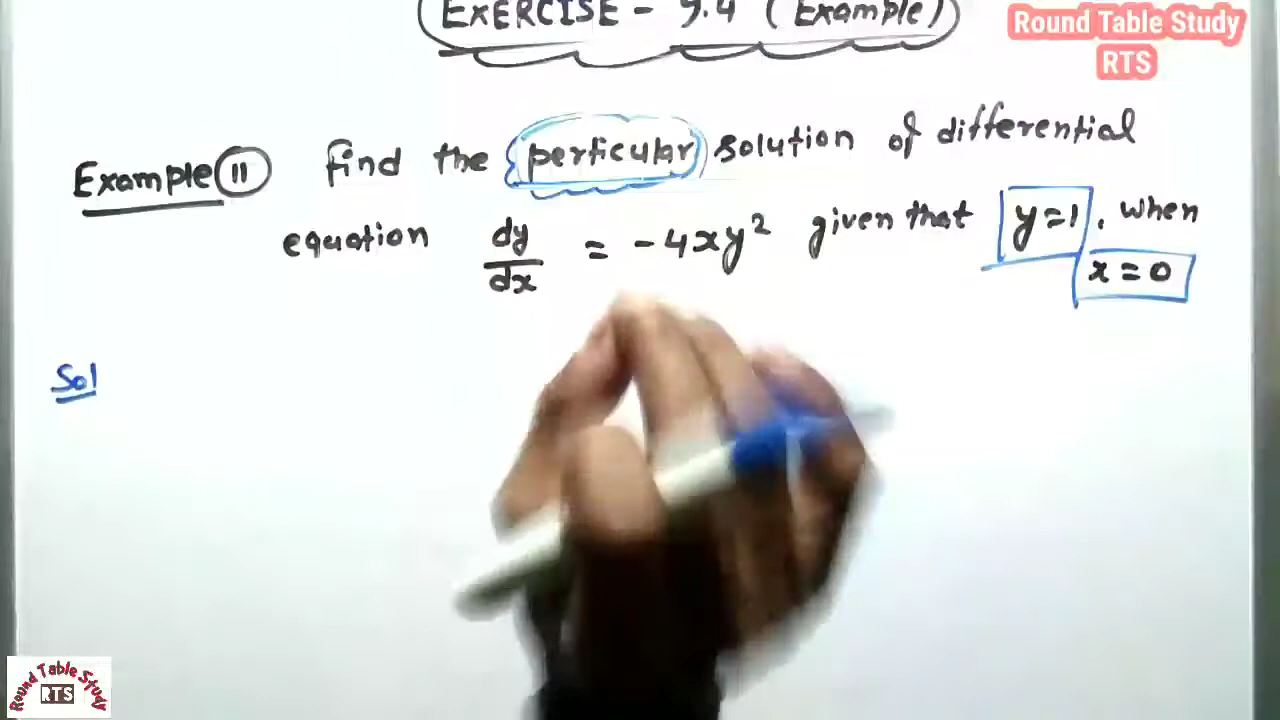 EXERCISE - 9.4 (Example)
Round Table Study
RTS
Example 11 Find the perticular solution of differential
equation dy/dx = -4xy² given that y=1, when
x=0
Sol
Round Table Study
RTS